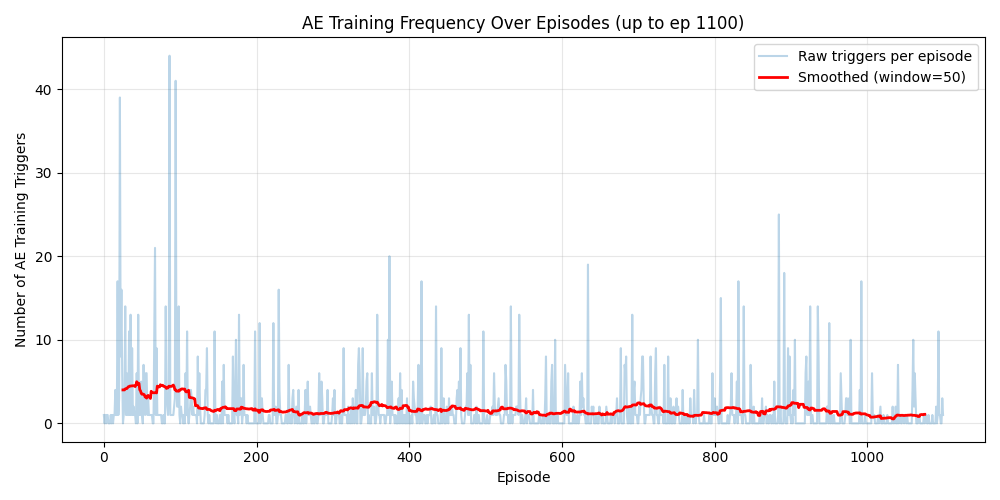 AE Training Frequency Over Episodes (up to ep 1100)
Raw triggers per episode
Smoothed (window=50)
Number of AE Training Triggers
40
30
20
10
0
0 200 400 600 800 1000
Episode